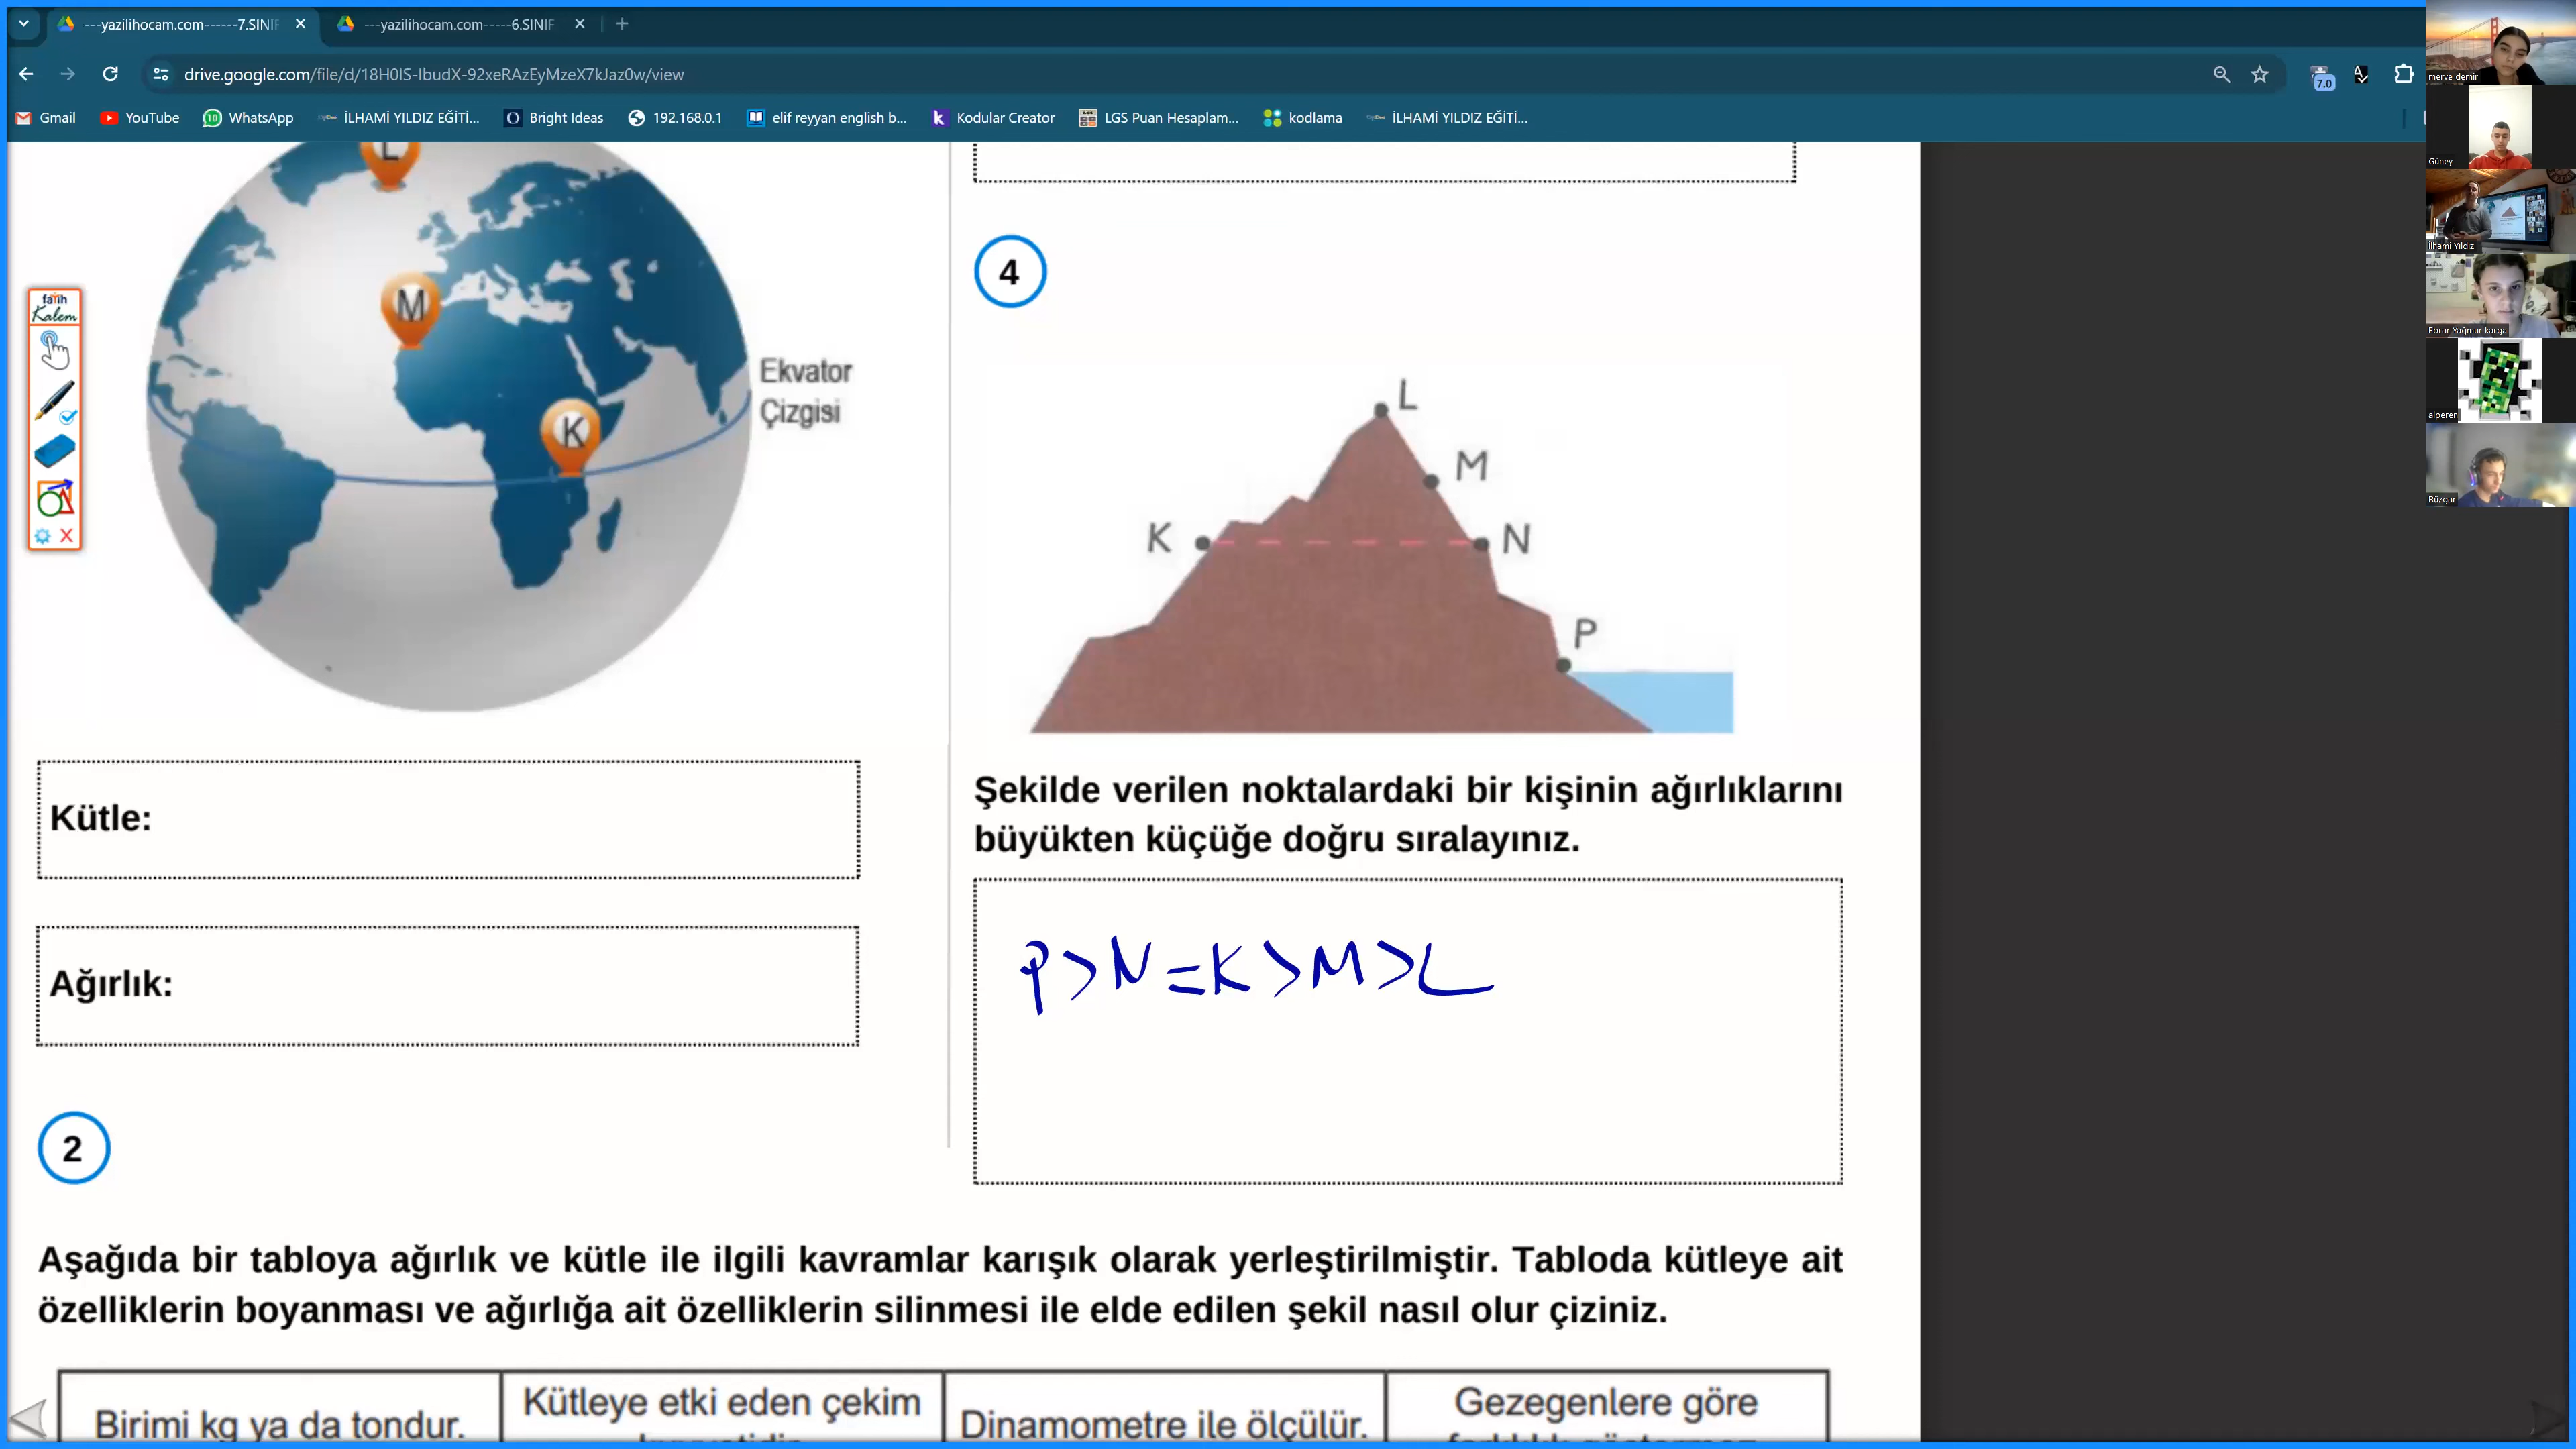 ---yazilihocam.com------7.SINIF
---yazilihocam.com-----6.SINIF
drive.google.com/file/d/18H0lS-IbudX-92xeRAzEyMzeX7kJaz0w/view
7.0
Gmail
YouTube
WhatsApp
İLHAMİ YILDIZ EĞİTİ...
Bright Ideas
192.168.0.1
elif reyyan english b...
Kodular Creator
LGS Puan Hesaplam...
kodlama
İLHAMİ YILDIZ EĞİTİ...
merve demir
Güney
İlhami Yıldız
Ebrar Yağmur karga
alperen
Rüzgar
fatih
Kalem
L
M
K
Ekvator
Çizgisi
Kütle:
Ağırlık:
4
L
M
K
N
P
Şekilde verilen noktalardaki bir kişinin ağırlıklarını
büyükten küçüğe doğru sıralayınız.
P>N=K>M>L
2
Aşağıda bir tabloya ağırlık ve kütle ile ilgili kavramlar karışık olarak yerleştirilmiştir. Tabloda kütleye ait
özelliklerin boyanması ve ağırlığa ait özelliklerin silinmesi ile elde edilen şekil nasıl olur çiziniz.
Birimi kg ya da tondur.
Kütleye etki eden çekim
Dinamometre ile ölçülür.
Gezegenlere göre